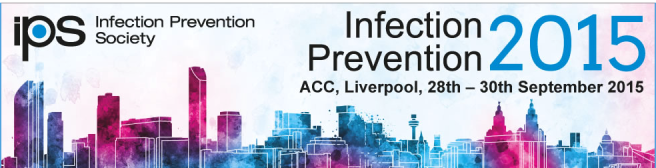 ips Infection Prevention
Society
Infection
Prevention 2015
ACC, Liverpool, 28th – 30th September 2015